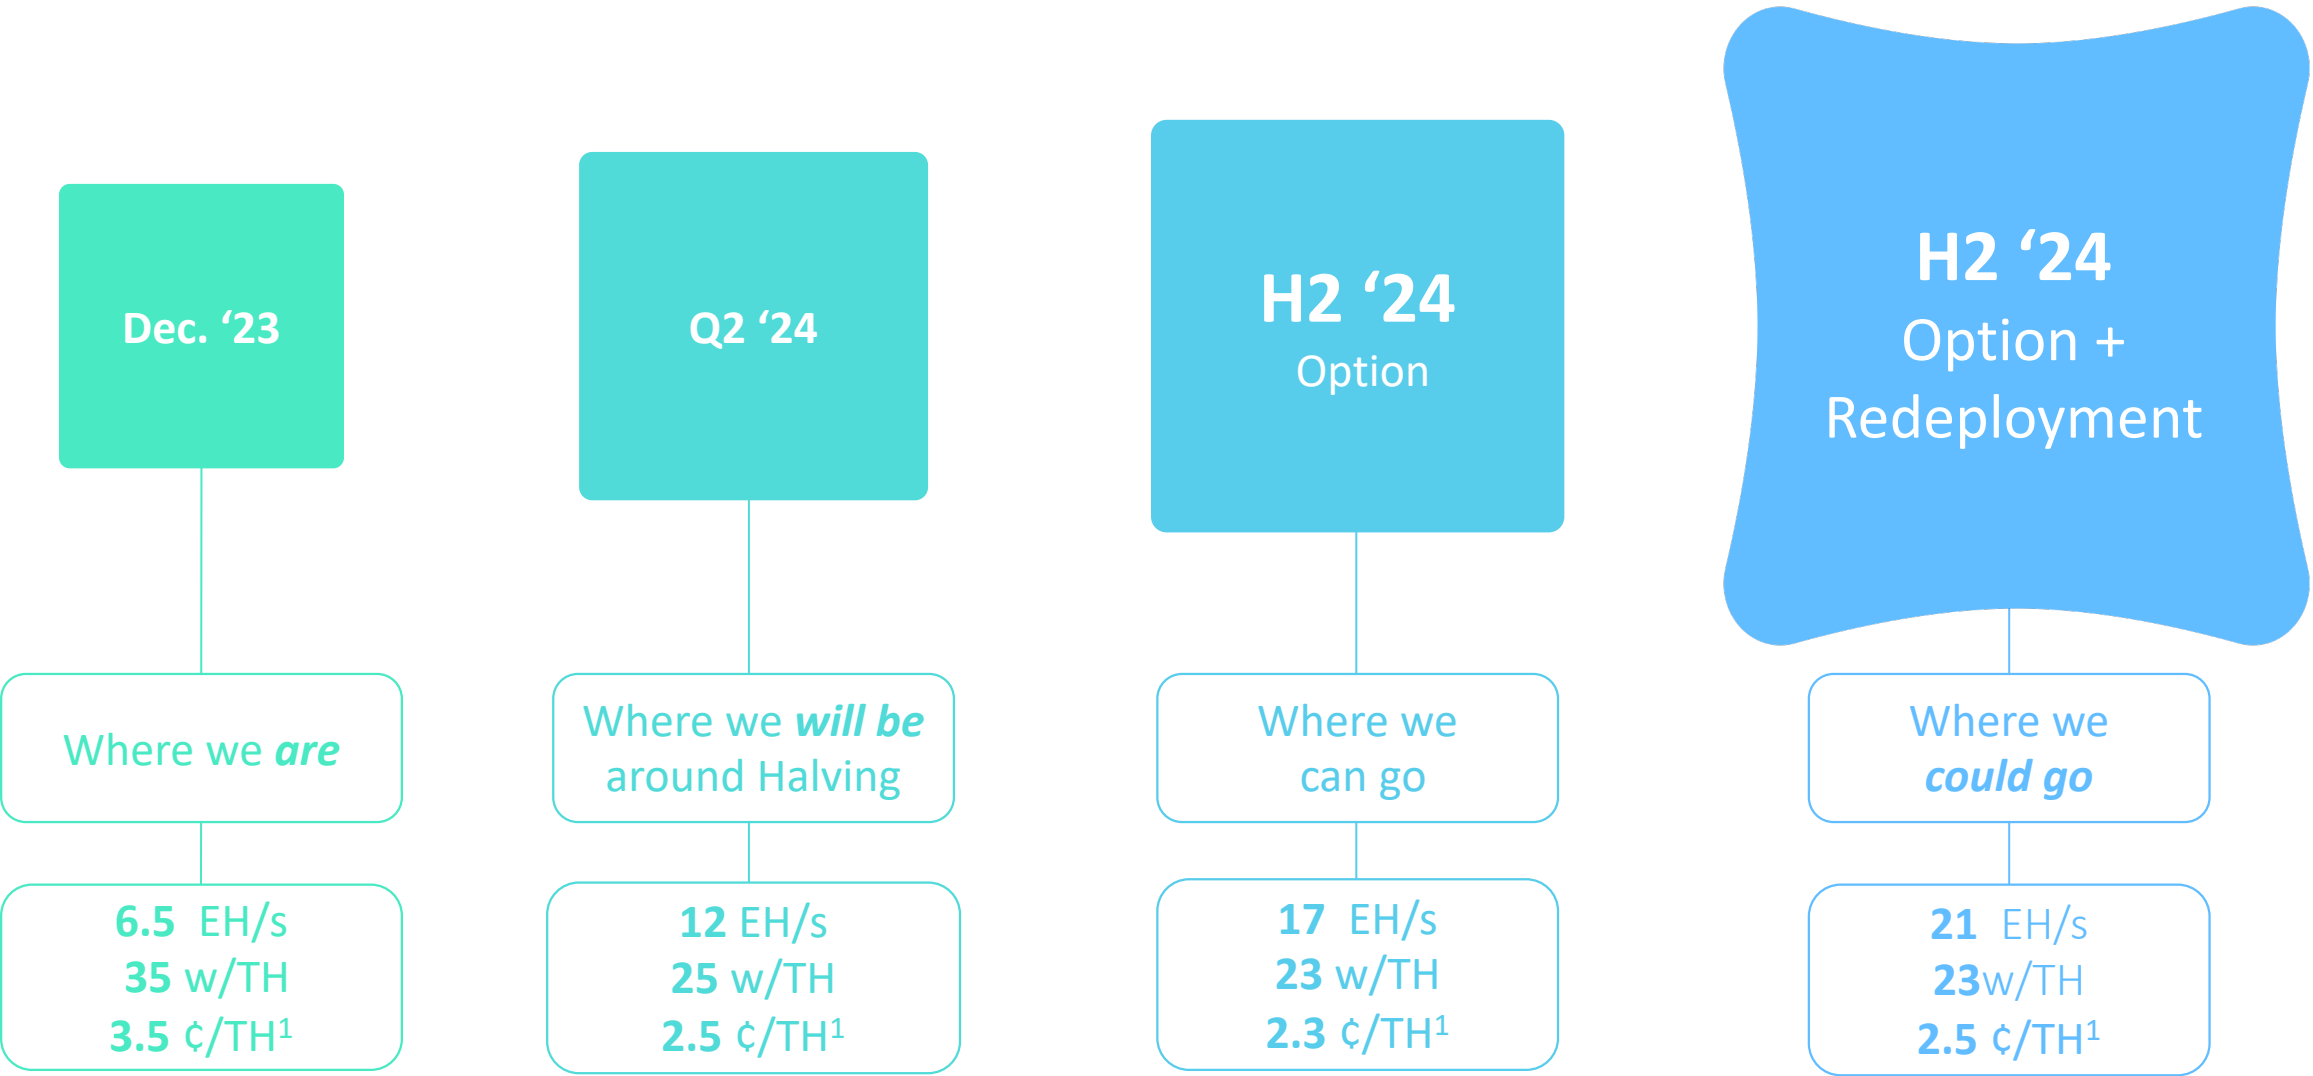 Dec. ‘23
Where we are
6.5 EH/s
35 w/TH
3.5 ¢/TH¹
Q2 ‘24
Where we will be
around Halving
12 EH/s
25 w/TH
2.5 ¢/TH¹
H2 ‘24
Option
Where we
can go
17 EH/s
23 w/TH
2.3 ¢/TH¹
H2 ‘24
Option +
Redeployment
Where we
could go
21 EH/s
23w/TH
2.5 ¢/TH¹